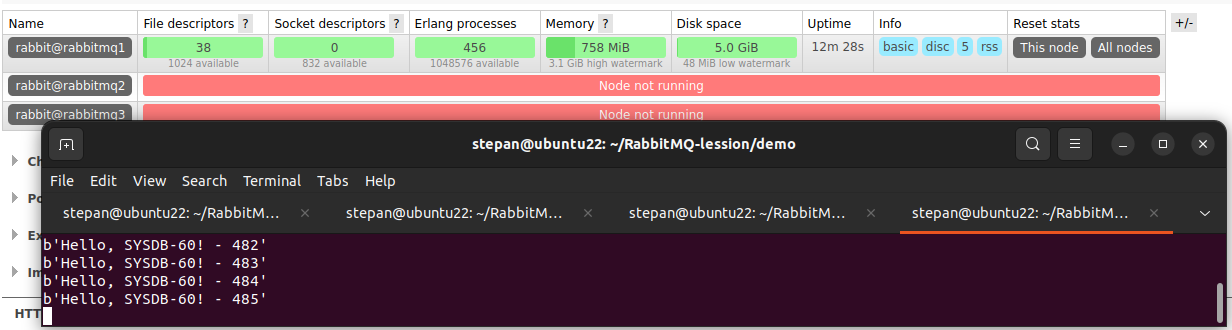 Name File descriptors ? Socket descriptors ? Erlang processes Memory ? Disk space Uptime Info Reset stats +/-
rabbit@rabbitmq1 38 0 456 758 MiB 5.0 GiB 12m 28s basic disc 5 rss This node All nodes
1024 available 832 available 1048576 available 3.1 GiB high watermark 48 MiB low watermark
rabbit@rabbitmq2 Node not running
rabbit@rabbitmq3 Node not running
stepan@ubuntu22: ~/RabbitMQ-lession/demo
File Edit View Search Terminal Tabs Help
stepan@ubuntu22: ~/RabbitM... × stepan@ubuntu22: ~/RabbitM... × stepan@ubuntu22: ~/RabbitM... × stepan@ubuntu22: ~/RabbitM... ×
b'Hello, SYSDB-60! - 482'
b'Hello, SYSDB-60! - 483'
b'Hello, SYSDB-60! - 484'
b'Hello, SYSDB-60! - 485'
Ch
Po
Ex
Im
HTT